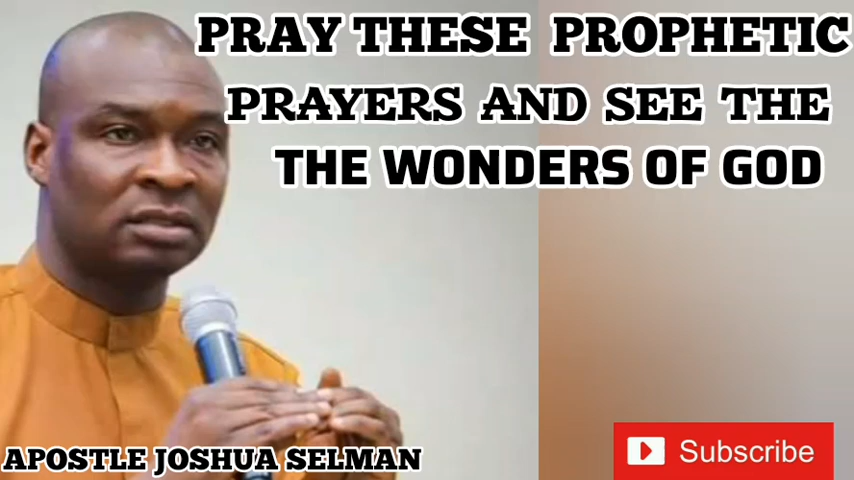 PRAY THESE PROPHETIC
PRAYERS AND SEE THE
THE WONDERS OF GOD
APOSTLE JOSHUA SELMAN
Subscribe